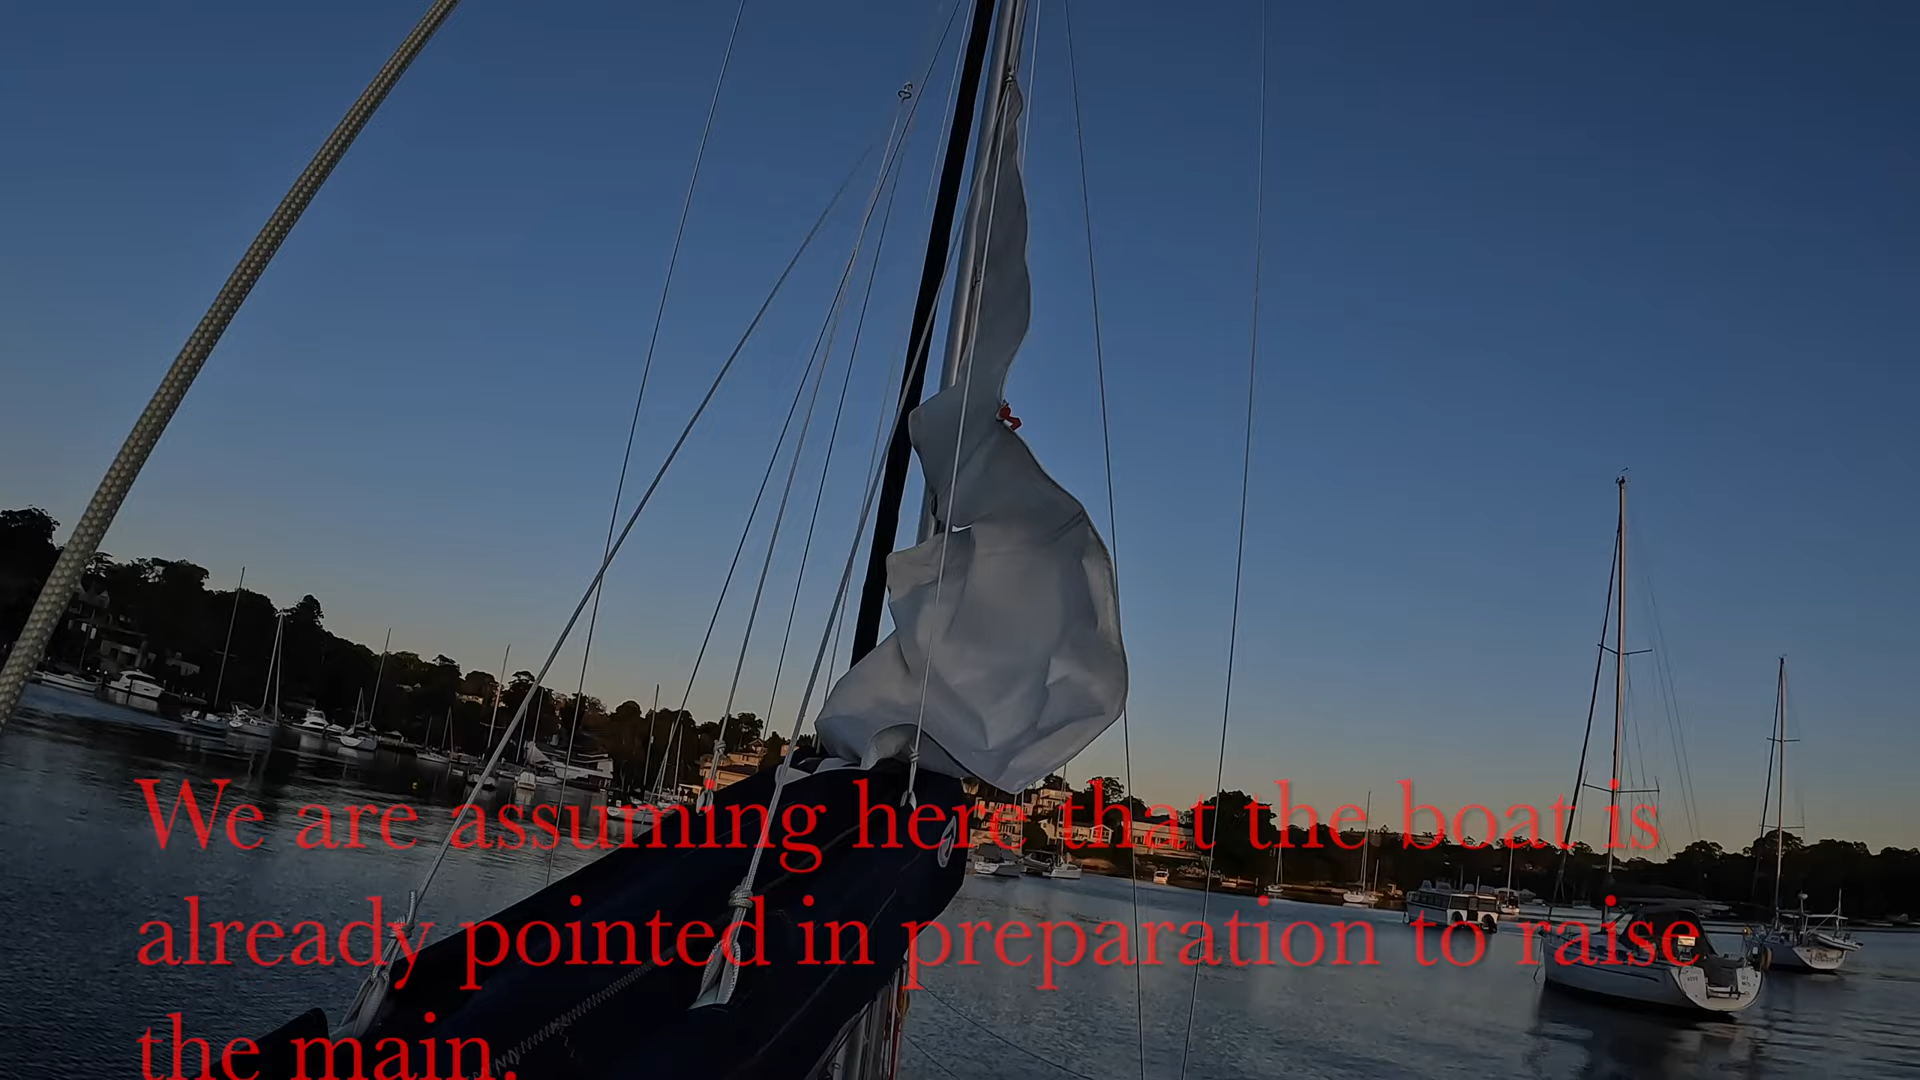 We are assuming here that the boat is
already pointed in preparation to raise
the main.